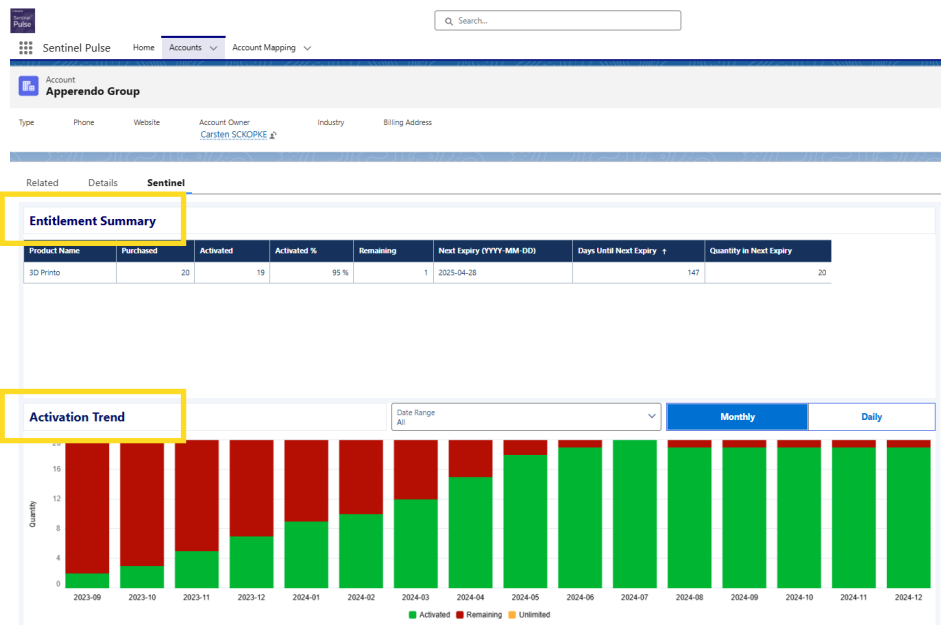 Sentinel
Pulse
Search...
Sentinel Pulse Home Accounts Account Mapping
Account
Apperendo Group
Type Phone Website Account Owner Industry Billing Address
Carsten SCKOPKE
Related Details Sentinel
Entitlement Summary
Product Name Purchased Activated Activated % Remaining Next Expiry (YYYY-MM-DD) Days Until Next Expiry ↑ Quantity in Next Expiry
3D Printo 20 19 95 % 1 2025-04-28 147 20
Activation Trend
Date Range
All
Monthly Daily
20
16
12
8
4
0
Quantity
2023-09 2023-10 2023-11 2023-12 2024-01 2024-02 2024-03 2024-04 2024-05 2024-06 2024-07 2024-08 2024-09 2024-10 2024-11 2024-12
Activated Remaining Unlimited